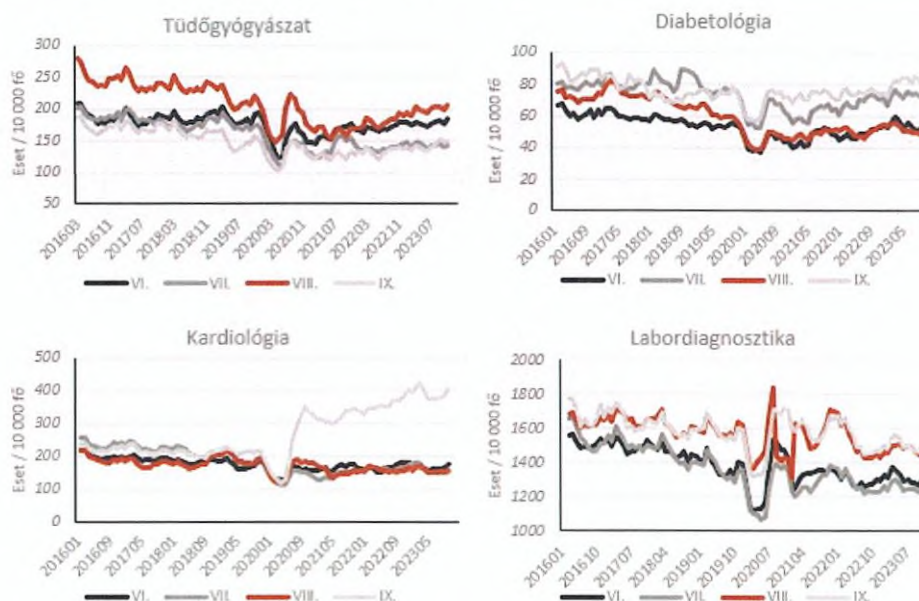 Tüdőgyógyászat
Eset / 10 000 fő
300
250
200
150
100
50
201603
201611
201707
201803
201811
201907
202003
202011
202107
202203
202211
202307
VI.
VII.
VIII.
IX.
Diabetológia
Eset / 10 000 fő
100
80
60
40
20
0
201601
201609
201705
201801
201809
201905
202001
202009
202105
202201
202209
202305
VI.
VII.
VIII.
IX.
Kardiológia
Eset / 10 000 fő
500
400
300
200
100
0
201601
201609
201705
201801
201809
201905
202001
202009
202105
202201
202209
202305
VI.
VII.
VIII.
IX.
Labordiagnosztika
Eset / 10 000 fő
2000
1800
1600
1400
1200
1000
201601
201610
201707
201804
201901
201910
202007
202104
202201
202210
202307
VI.
VII.
VIII.
IX.